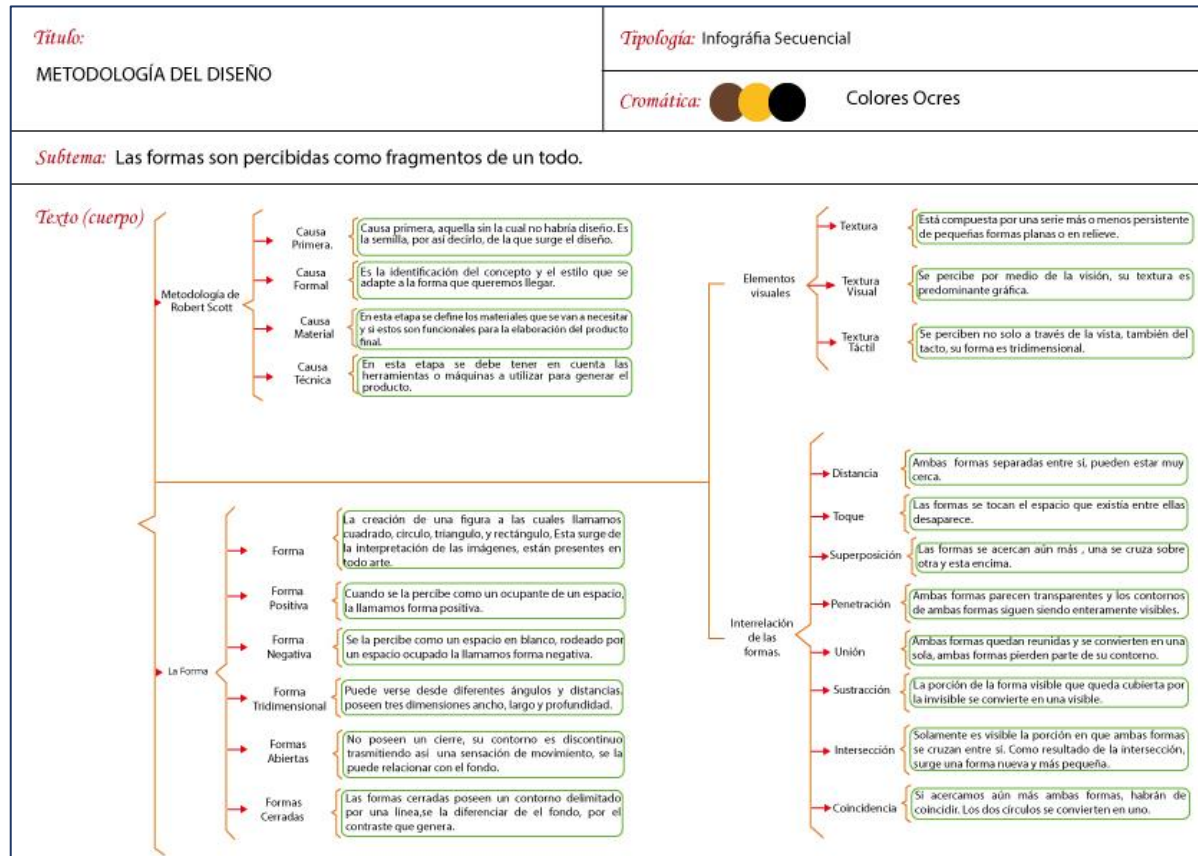 Título:
METODOLOGÍA DEL DISEÑO
Tipología: Infográfia Secuencial
Cromática: Colores Ocres
Subtema: Las formas son percibidas como fragmentos de un todo.
Texto (cuerpo)
Metodología de
Robert Scott
Causa
Primera.
Causa primera, aquella sin la cual no habría diseño. Es
la semilla, por así decirlo, de la que surge el diseño.
Causa
Formal
Es la identificación del concepto y el estilo que se
adapte a la forma que queremos llegar.
Causa
Material
En esta etapa se define los materiales que se van a necesitar
y si estos son funcionales para la elaboración del producto
final.
Causa
Técnica
En esta etapa se debe tener en cuenta las
herramientas o máquinas a utilizar para generar el
producto.
La Forma
Forma
La creación de una figura a las cuales llamamos
cuadrado, circulo, triangulo, y rectángulo, Esta surge de
la interpretación de las imágenes, están presentes en
todo arte.
Forma
Positiva
Cuando se la percibe como un ocupante de un espacio,
la llamamos forma positiva.
Forma
Negativa
Se la percibe como un espacio en blanco, rodeado por
un espacio ocupado la llamamos forma negativa.
Forma
Tridimensional
Puede verse desde diferentes ángulos y distancias,
poseen tres dimensiones ancho, largo y profundidad.
Formas
Abiertas
No poseen un cierre, su contorno es discontinuo
trasmitiendo así una sensación de movimiento, se la
puede relacionar con el fondo.
Formas
Cerradas
Las formas cerradas poseen un contorno delimitado
por una línea,se la diferenciar de el fondo, por el
contraste que genera.
Elementos
visuales
Textura
Está compuesta por una serie más o menos persistente
de pequeñas formas planas o en relieve.
Textura
Visual
Se percibe por medio de la visión, su textura es
predominante gráfica.
Textura
Táctil
Se perciben no solo a través de la vista, también del
tacto, su forma es tridimensional.
Interrelación
de las
formas.
Distancia
Ambas formas separadas entre si, pueden estar muy
cerca.
Toque
Las formas se tocan el espacio que existía entre ellas
desaparece.
Superposición
Las formas se acercan aún más , una se cruza sobre
otra y esta encima.
Penetración
Ambas formas parecen transparentes y los contornos
de ambas formas siguen siendo enteramente visibles.
Unión
Ambas formas quedan reunidas y se convierten en una
sola, ambas formas pierden parte de su contorno.
Sustracción
La porción de la forma visible que queda cubierta por
la invisible se convierte en una visible.
Intersección
Solamente es visible la porción en que ambas formas
se cruzan entre sí. Como resultado de la intersección,
surge una forma nueva y más pequeña.
Coincidencia
Si acercamos aún más ambas formas, habrán de
coincidir. Los dos círculos se convierten en uno.